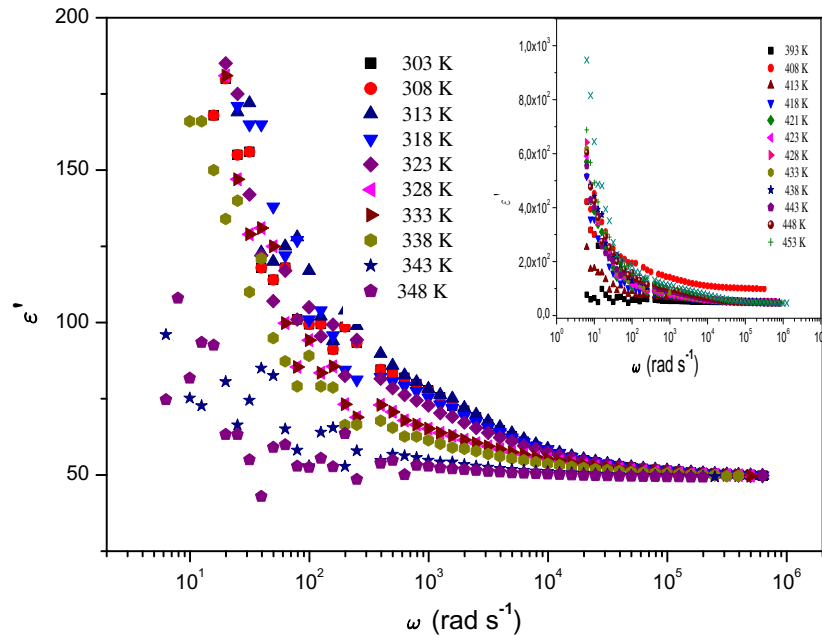 200
150
100
50
ε'
10¹ 10² 10³ 10⁴ 10⁵ 10⁶
ω (rad s⁻¹)
303 K
308 K
313 K
318 K
323 K
328 K
333 K
338 K
343 K
348 K
1,0x10³
8,0x10²
6,0x10²
4,0x10²
2,0x10²
0,0
ε'
10⁰ 10¹ 10² 10³ 10⁴ 10⁵ 10⁶
ω (rad s⁻¹)
393 K
408 K
413 K
418 K
421 K
423 K
428 K
433 K
438 K
443 K
448 K
453 K